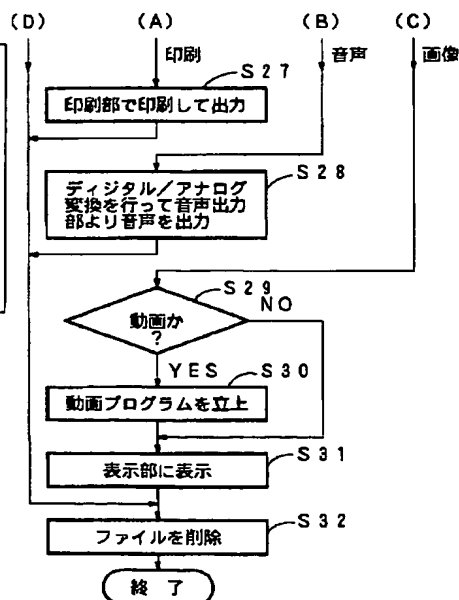 (D) (A) (B) (C)
印刷 音声 画像
S27
印刷部で印刷して出力
S28
ディジタル／アナログ
変換を行って音声出力
部より音声を出力
S29
動画か
?
NO
YES
S30
動画プログラムを立上
S31
表示部に表示
S32
ファイルを削除
終了